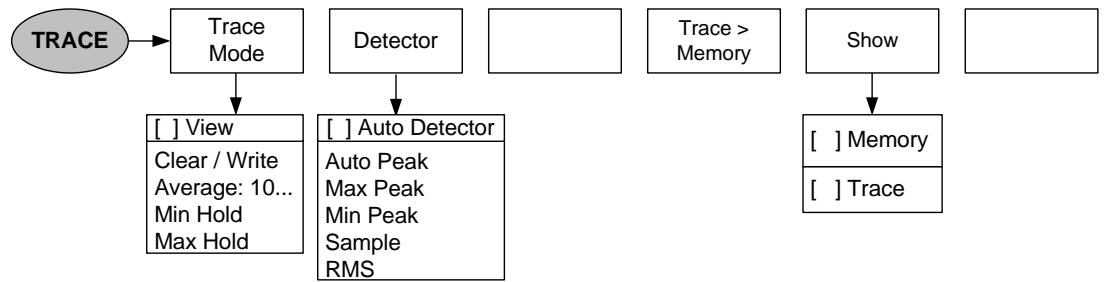 TRACE
Trace
Mode
Detector
Trace >
Memory
Show
[ ] View
Clear / Write
Average: 10...
Min Hold
Max Hold
[ ] Auto Detector
Auto Peak
Max Peak
Min Peak
Sample
RMS
[ ] Memory
[ ] Trace